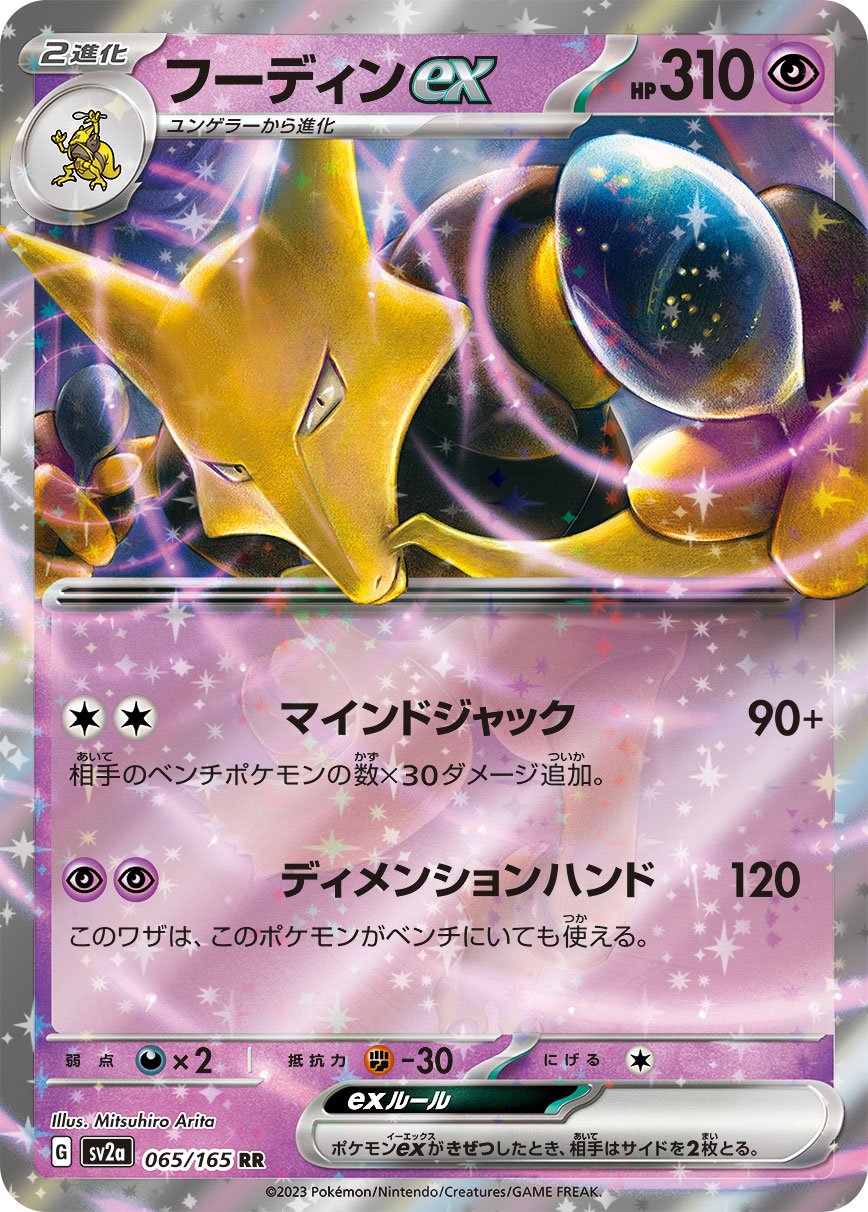 2進化
フーディンex
HP310
ユンゲラーから進化
マインドジャック 90+
相手のベンチポケモンの数×30ダメージ追加。
ディメンションハンド 120
このワザは、このポケモンがベンチにいても使える。
弱点 ×2 抵抗力 -30 にげる
Illus. Mitsuhiro Arita
exルール
ポケモンexがきぜつしたとき、相手はサイドを2枚とる。
G sv2a 065/165 RR
©2023 Pokémon/Nintendo/Creatures/GAME FREAK.